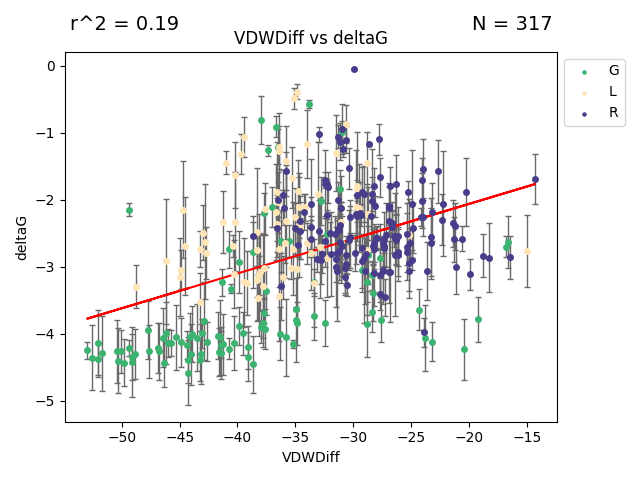 r^2 = 0.19
N = 317
VDWDiff vs deltaG
G
L
R
0
−1
−2
−3
−4
−5
deltaG
−50
−45
−40
−35
−30
−25
−20
−15
VDWDiff